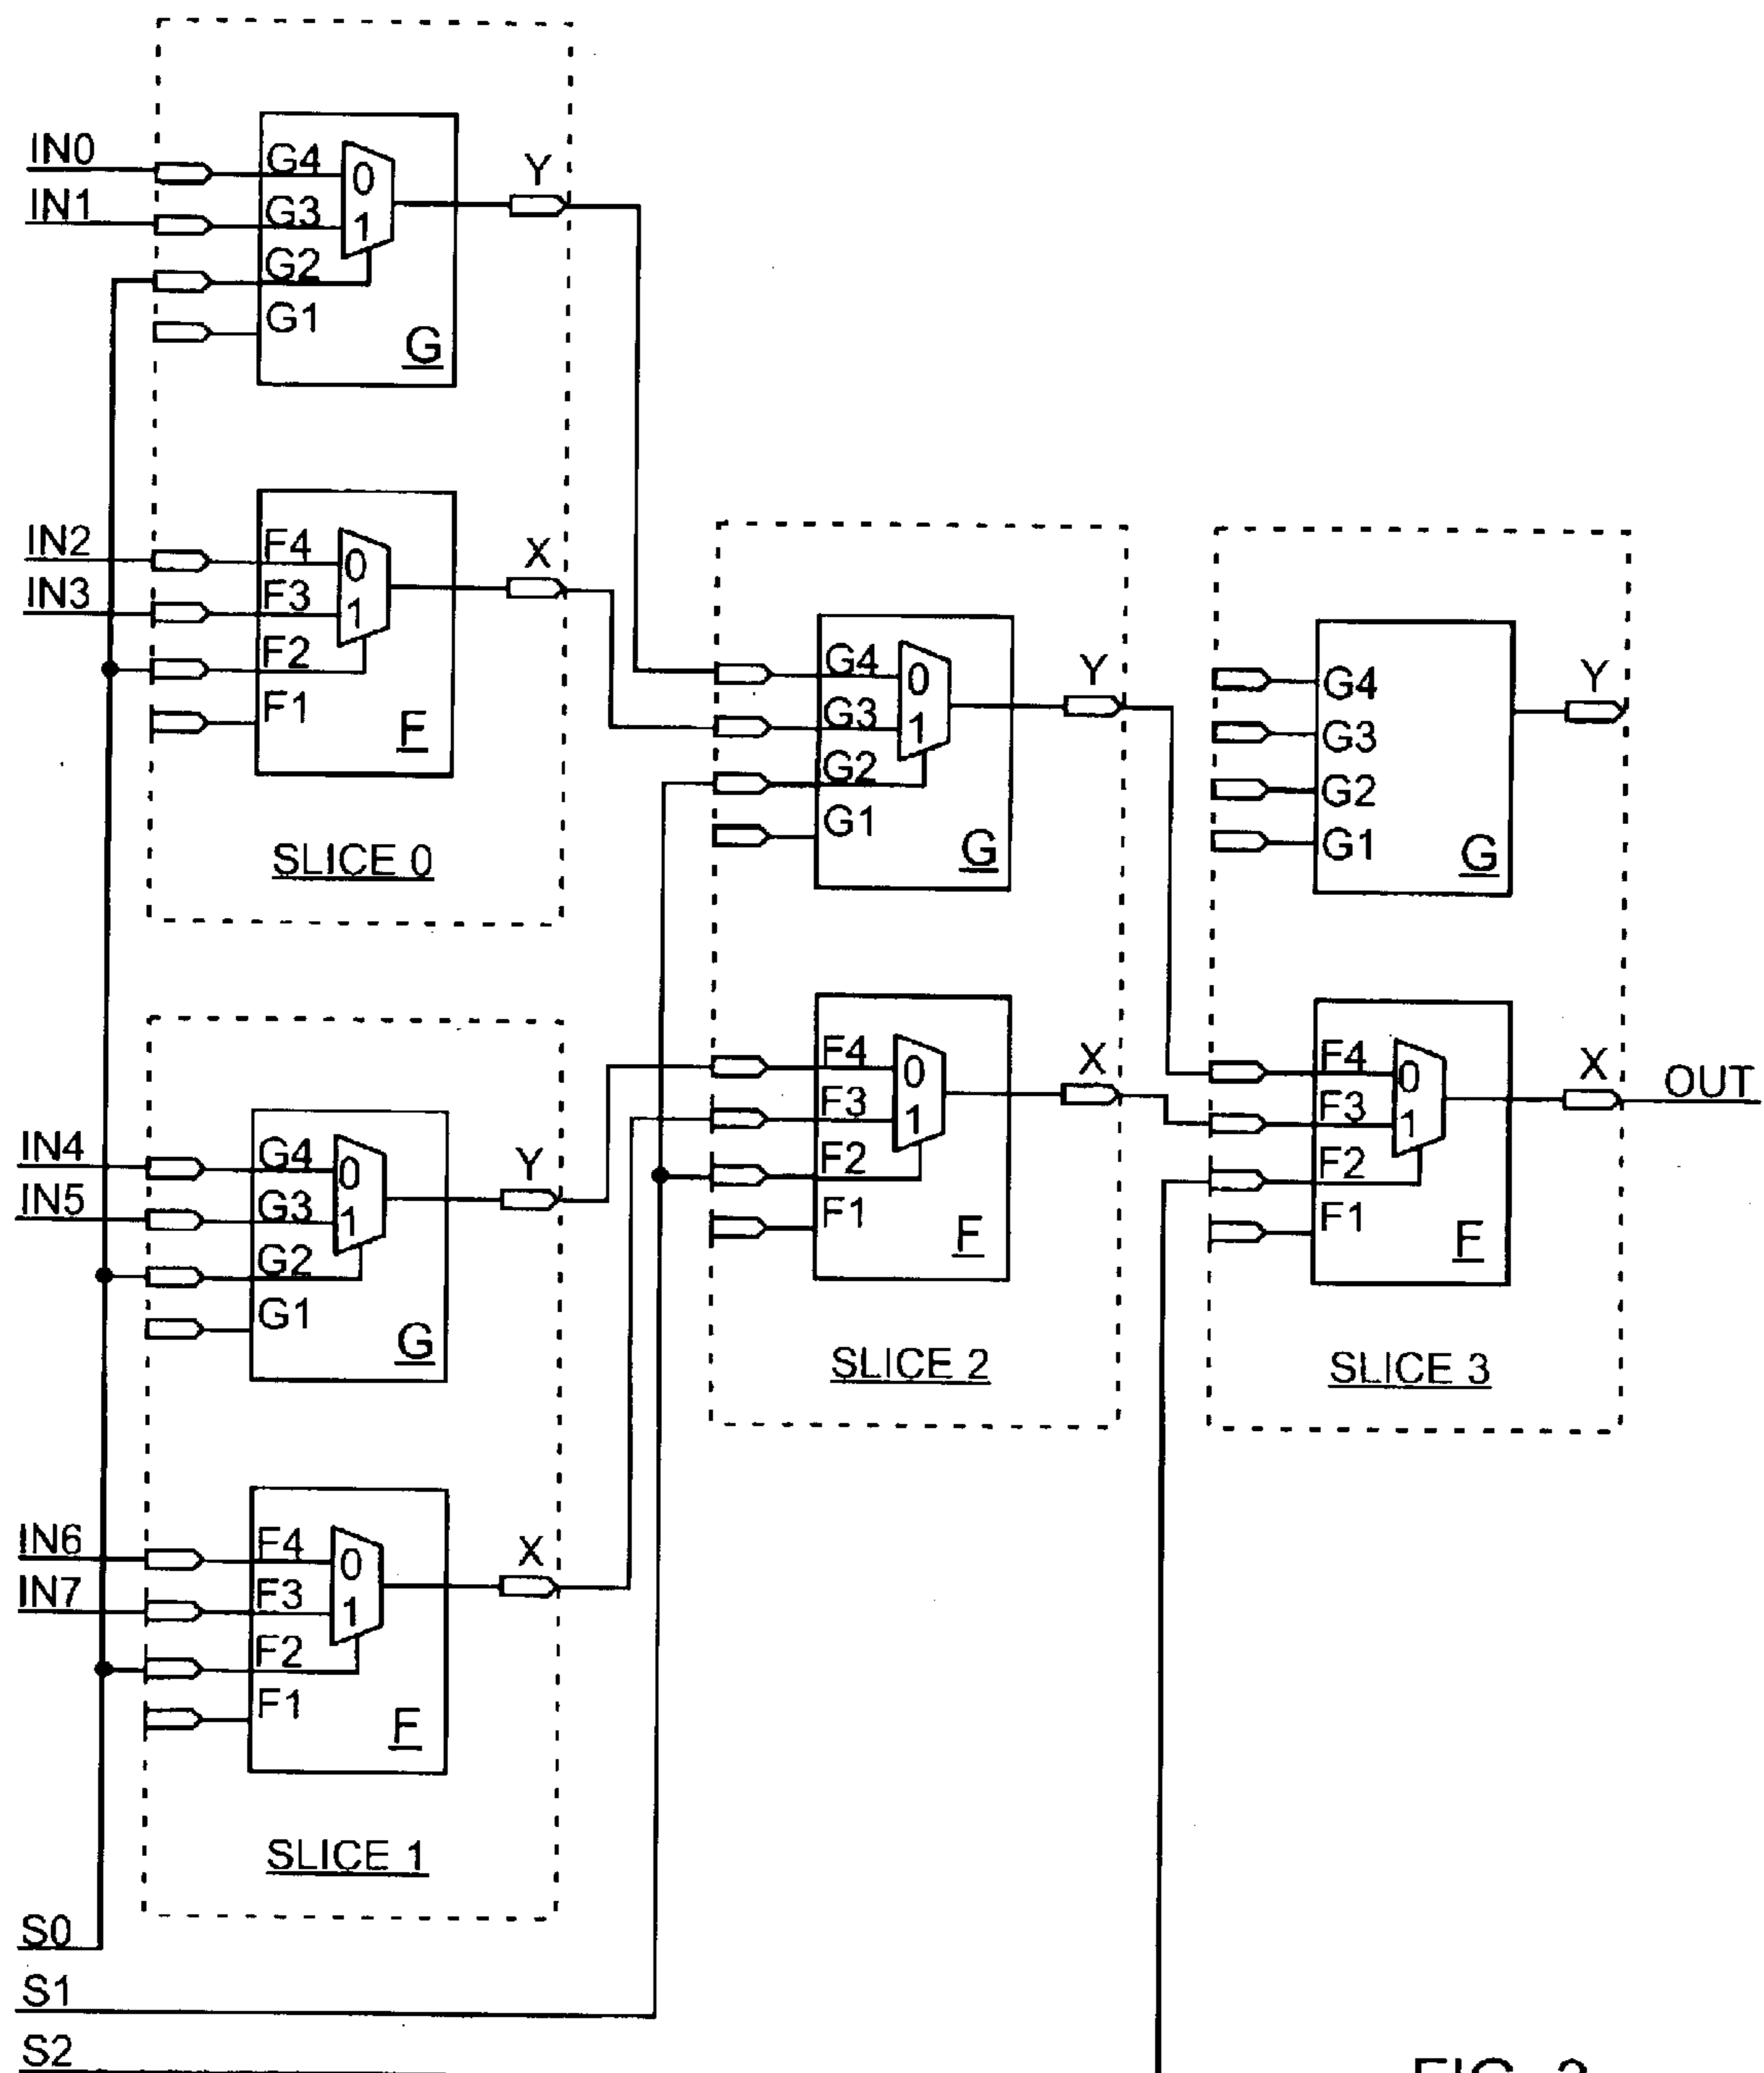 IN0
IN1
G4
G3
G2
G1
0
1
G
Y
IN2
IN3
F4
F3
F2
F1
0
1
F
X
SLICE 0
IN4
IN5
G4
G3
G2
G1
0
1
G
Y
IN6
IN7
F4
F3
F2
F1
0
1
F
X
SLICE 1
G4
G3
G2
G1
0
1
G
Y
F4
F3
F2
F1
0
1
F
X
SLICE 2
G4
G3
G2
G1
G
Y
F4
F3
F2
F1
0
1
F
X
OUT
SLICE 3
S0
S1
S2